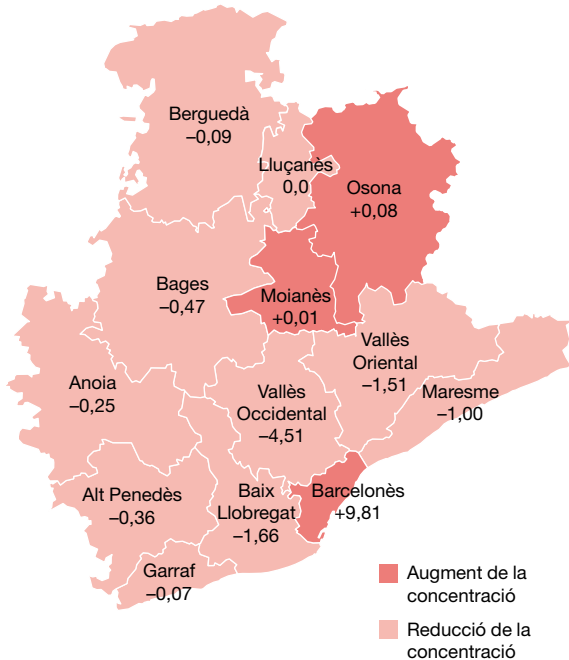 Berguedà
–0,09
Lluçanès
0,0
Osona
+0,08
Bages
–0,47
Moianès
+0,01
Vallès
Oriental
–1,51
Anoia
–0,25
Vallès
Occidental
–4,51
Maresme
–1,00
Alt Penedès
–0,36
Baix
Llobregat
–1,66
Barcelonès
+9,81
Garraf
–0,07
Augment de la
concentració
Reducció de la
concentració